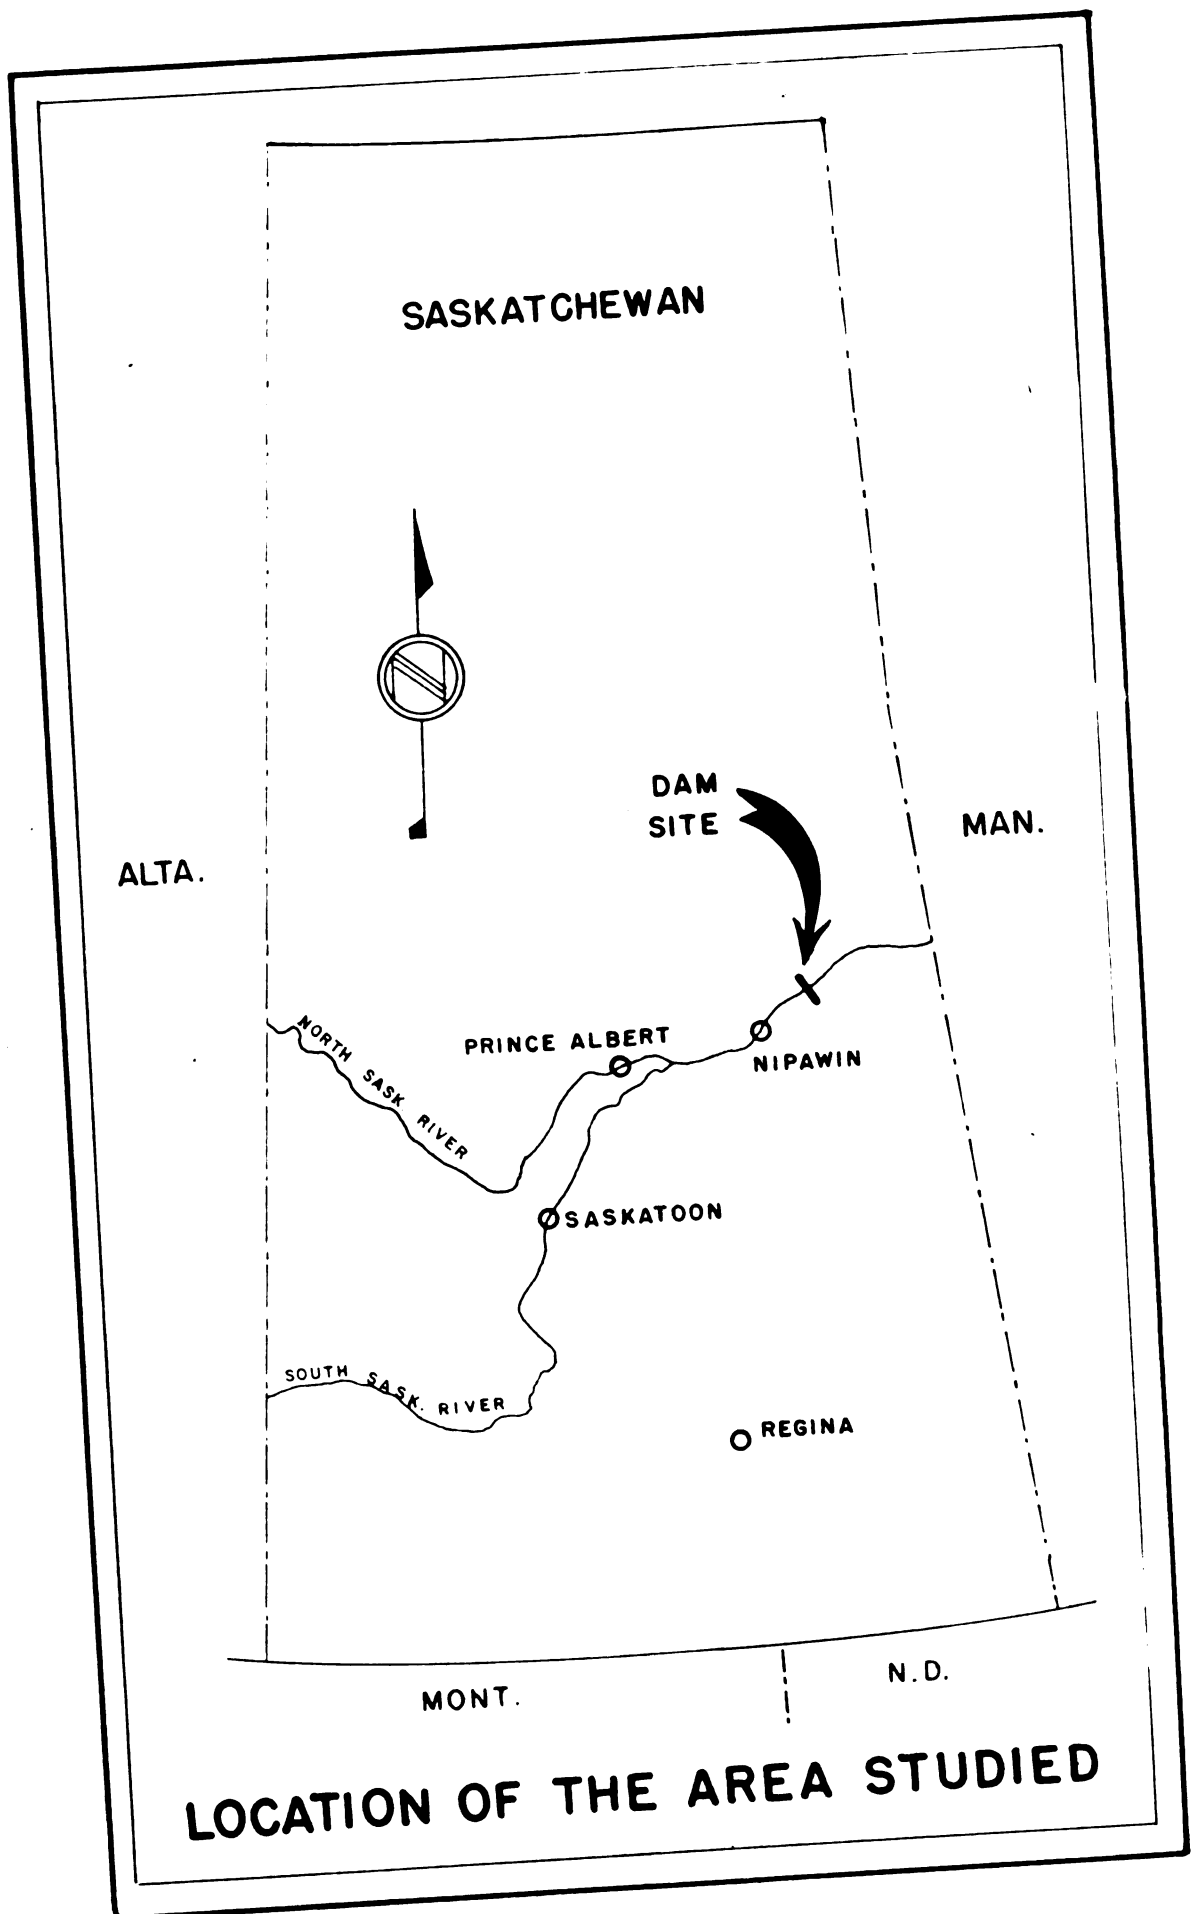 SASKATCHEWAN
N
DAM
SITE
MAN.
ALTA.
NORTH SASK RIVER
PRINCE ALBERT
NIPAWIN
SASKATOON
SOUTH SASK. RIVER
REGINA
MONT.
N.D.
LOCATION OF THE AREA STUDIED